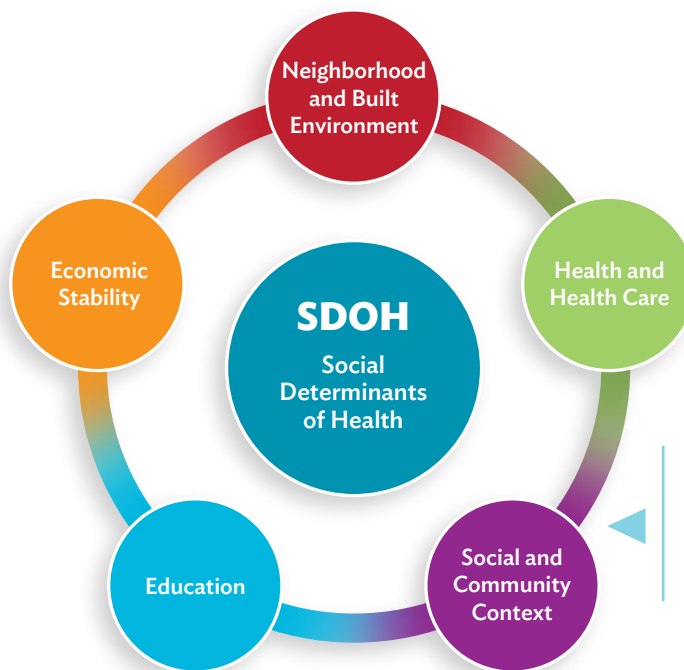 Neighborhood
and Built
Environment
Economic
Stability
Health and
Health Care
SDOH
Social
Determinants
of Health
Education
Social and
Community
Context